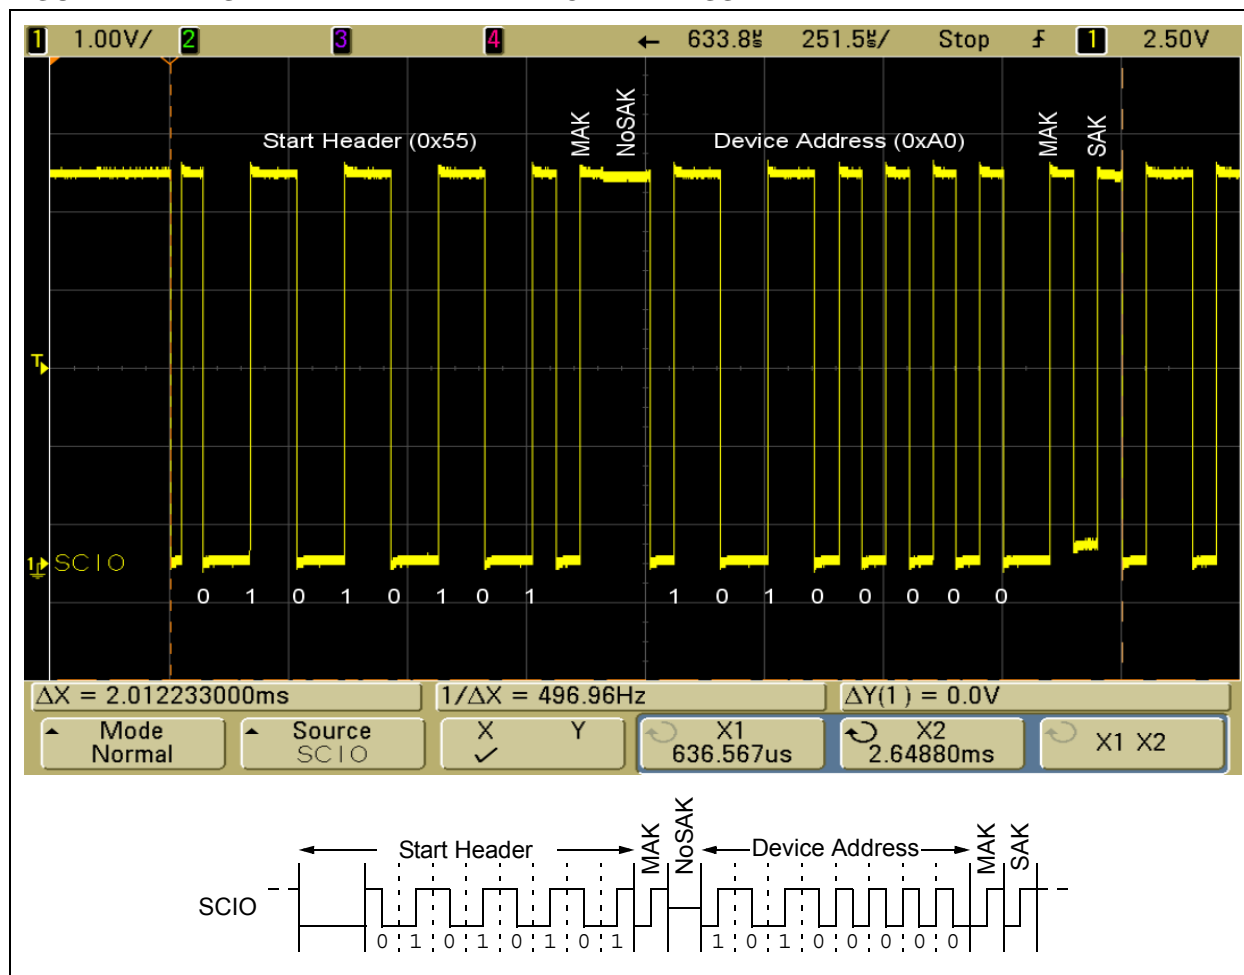 1 1.00V/ 2 3 4 ← 633.8µs 251.5µs/ Stop 1 2.50V
MAK NoSAK MAK SAK
Start Header (0x55) Device Address (0xA0)
T
1 SCIO
0 1 0 1 0 1 0 1 1 0 1 0 0 0 0 0
ΔX = 2.012233000ms 1/ΔX = 496.96Hz ΔY(1) = 0.0V
Mode Source X Y X1 X2 X1 X2
Normal SCIO ✓ 636.567us 2.64880ms
MAK NoSAK MAK SAK
Start Header Device Address
SCIO
0 1 0 1 0 1 0 1 1 0 1 0 0 0 0 0